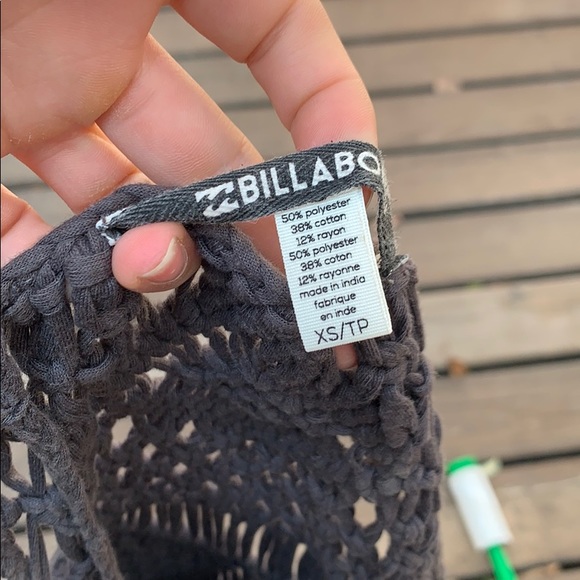 BILLABO
50% polyester
38% cotton
12% rayon
50% polyester
38% coton
12% rayonne
made in india
fabrique
en inde
XS/TP